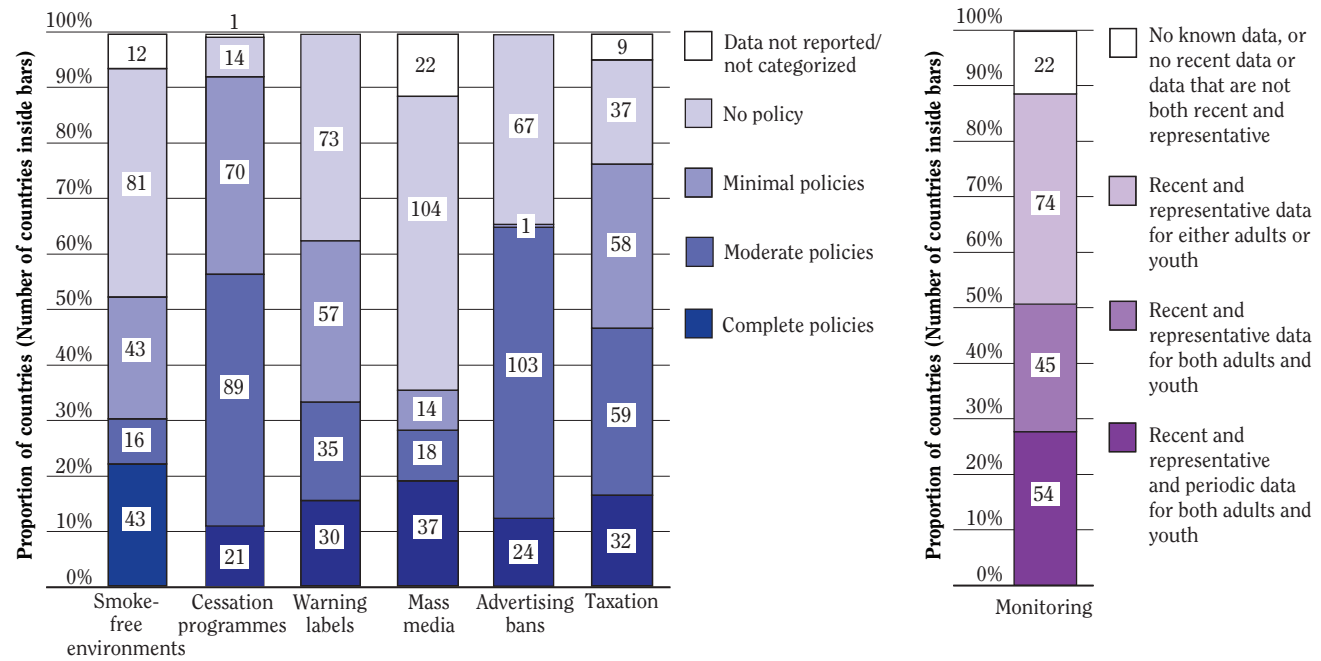 Proportion of countries (Number of countries inside bars)
100%
90%
80%
70%
60%
50%
40%
30%
20%
10%
0%
12
81
43
16
43
1
14
70
89
21
73
57
35
30
22
104
14
18
37
67
1
103
24
9
37
58
59
32
Smoke-
free
environments
Cessation
programmes
Warning
labels
Mass
media
Advertising
bans
Taxation
Data not reported/
not categorized
No policy
Minimal policies
Moderate policies
Complete policies
Proportion of countries (Number of countries inside bars)
100%
90%
80%
70%
60%
50%
40%
30%
20%
10%
0%
22
74
45
54
Monitoring
No known data, or
no recent data or
data that are not
both recent and
representative
Recent and
representative data
for either adults or
youth
Recent and
representative data
for both adults and
youth
Recent and
representative
and periodic data
for both adults and
youth